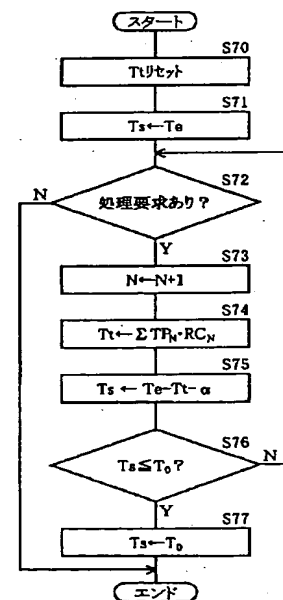 スタート
S70
Ttリセット
S71
Ts←Te
S72
N
処理要求あり?
Y
S73
N←N+1
S74
Tt←ΣTP_N・RC_N
S75
Ts ← Te-Tt-α
S76
N
Ts≦T₀?
Y
S77
Ts←T₀
エンド